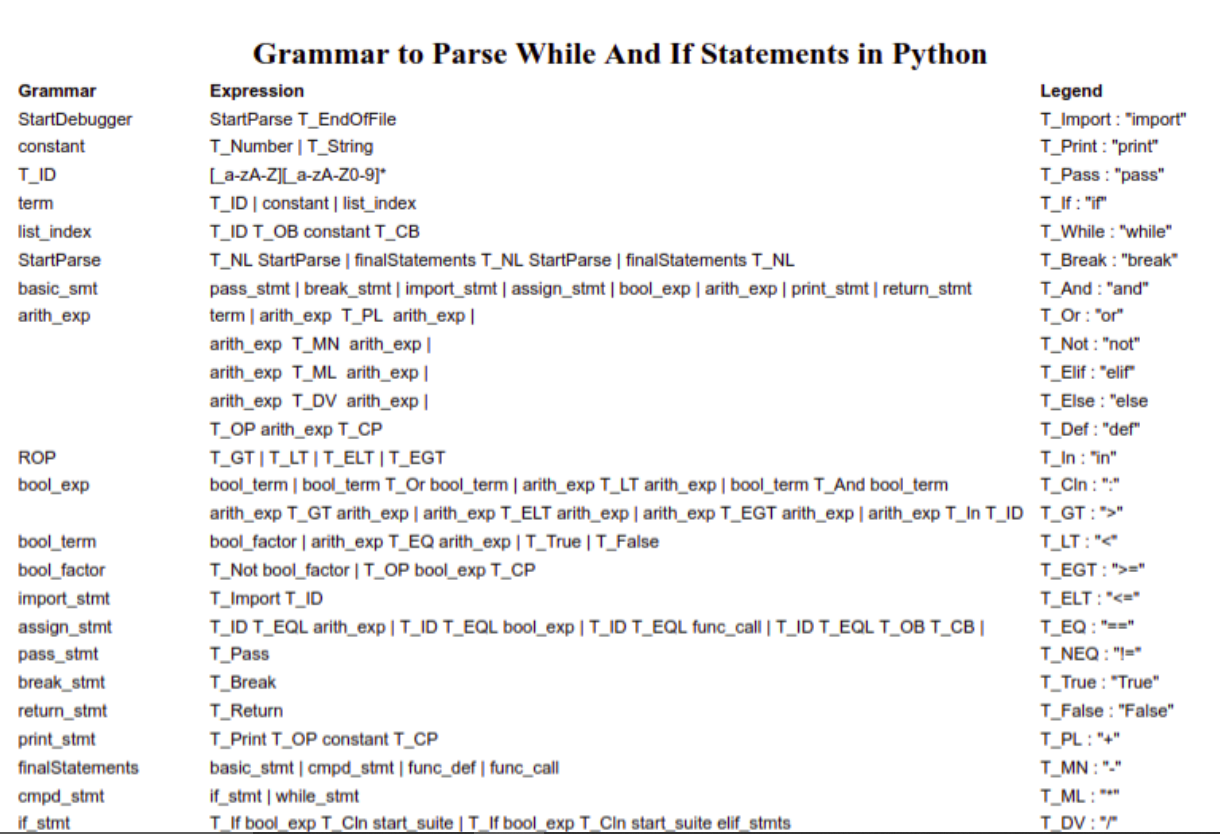 Grammar to Parse While And If Statements in Python
Grammar Expression Legend
StartDebugger StartParse T_EndOfFile T_Import : "import"
constant T_Number | T_String T_Print : "print"
T_ID [_a-zA-Z][_a-zA-Z0-9]* T_Pass : "pass"
term T_ID | constant | list_index T_If : "if"
list_index T_ID T_OB constant T_CB T_While : "while"
StartParse T_NL StartParse | finalStatements T_NL StartParse | finalStatements T_NL T_Break : "break"
basic_smt pass_stmt | break_stmt | import_stmt | assign_stmt | bool_exp | arith_exp | print_stmt | return_stmt T_And : "and"
arith_exp term | arith_exp T_PL arith_exp | T_Or : "or"
arith_exp T_MN arith_exp | T_Not : "not"
arith_exp T_ML arith_exp | T_Elif : "elif"
arith_exp T_DV arith_exp | T_Else : "else
T_OP arith_exp T_CP T_Def : "def"
ROP T_GT | T_LT | T_ELT | T_EGT T_In : "in"
bool_exp bool_term | bool_term T_Or bool_term | arith_exp T_LT arith_exp | bool_term T_And bool_term T_Cln : ":"
arith_exp T_GT arith_exp | arith_exp T_ELT arith_exp | arith_exp T_EGT arith_exp | arith_exp T_In T_ID T_GT : ">"
bool_term bool_factor | arith_exp T_EQ arith_exp | T_True | T_False T_LT : "<"
bool_factor T_Not bool_factor | T_OP bool_exp T_CP T_EGT : ">="
import_stmt T_Import T_ID T_ELT : "<="
assign_stmt T_ID T_EQL arith_exp | T_ID T_EQL bool_exp | T_ID T_EQL func_call | T_ID T_EQL T_OB T_CB | T_EQ : "=="
pass_stmt T_Pass T_NEQ : "!="
break_stmt T_Break T_True : "True"
return_stmt T_Return T_False : "False"
print_stmt T_Print T_OP constant T_CP T_PL : "+"
finalStatements basic_stmt | cmpd_stmt | func_def | func_call T_MN : "-"
cmpd_stmt if_stmt | while_stmt T_ML : "*"
if_stmt T_If bool_exp T_Cln start_suite | T_If bool_exp T_Cln start_suite elif_stmts T_DV : "/"